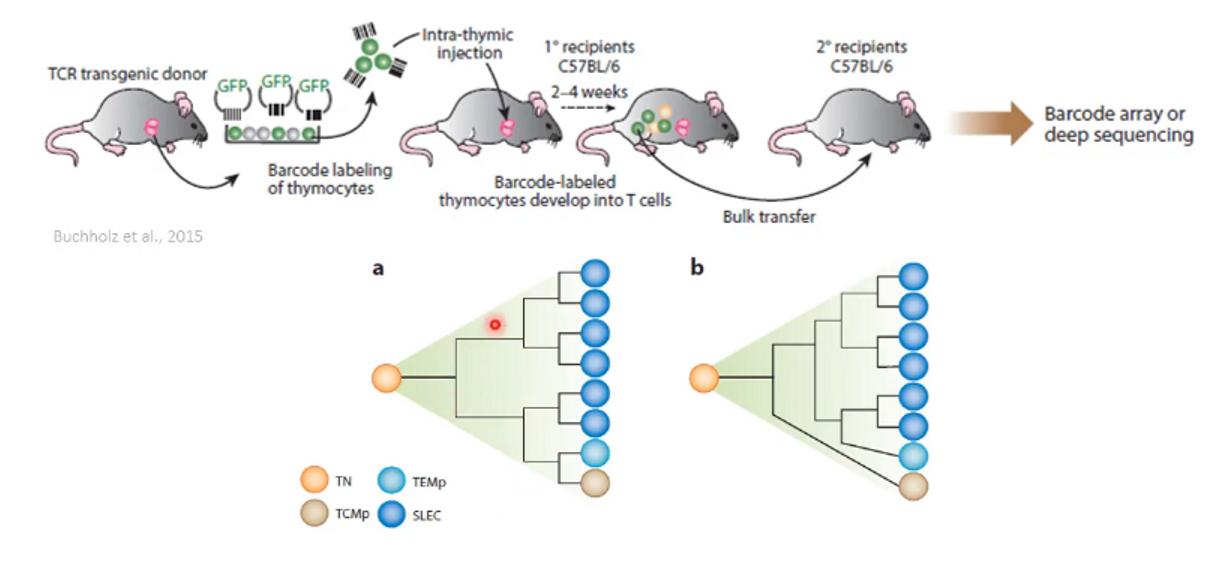 TCR transgenic donor
GFP GFP GFP
Barcode labeling
of thymocytes
Intra-thymic
injection
Barcode-labeled
thymocytes develop into T cells
1° recipients
C57BL/6
2–4 weeks
Bulk transfer
2° recipients
C57BL/6
Barcode array or
deep sequencing
Buchholz et al., 2015
a
b
TN
TEMp
TCMp
SLEC